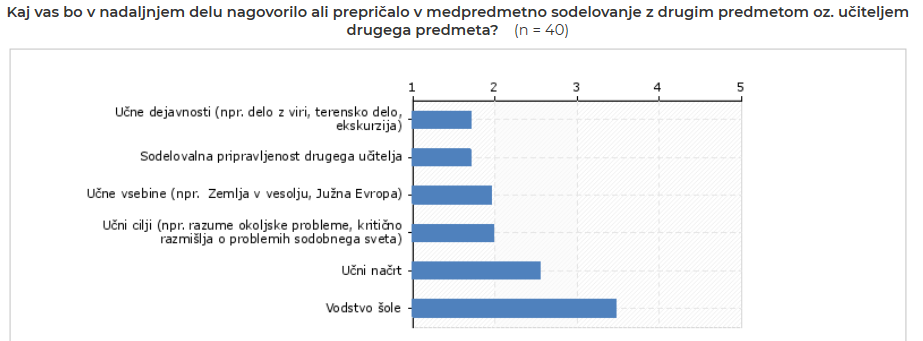 Kaj vas bo v nadaljnjem delu nagovorilo ali prepričalo v medpredmetno sodelovanje z drugim predmetom oz. učiteljem
drugega predmeta? (n = 40)
1 2 3 4 5
Učne dejavnosti (npr. delo z viri, terensko delo,
ekskurzija)
Sodelovalna pripravljenost drugega učitelja
Učne vsebine (npr. Zemlja v vesolju, Južna Evropa)
Učni cilji (npr. razume okoljske probleme, kritično
razmišlja o problemih sodobnega sveta)
Učni načrt
Vodstvo šole